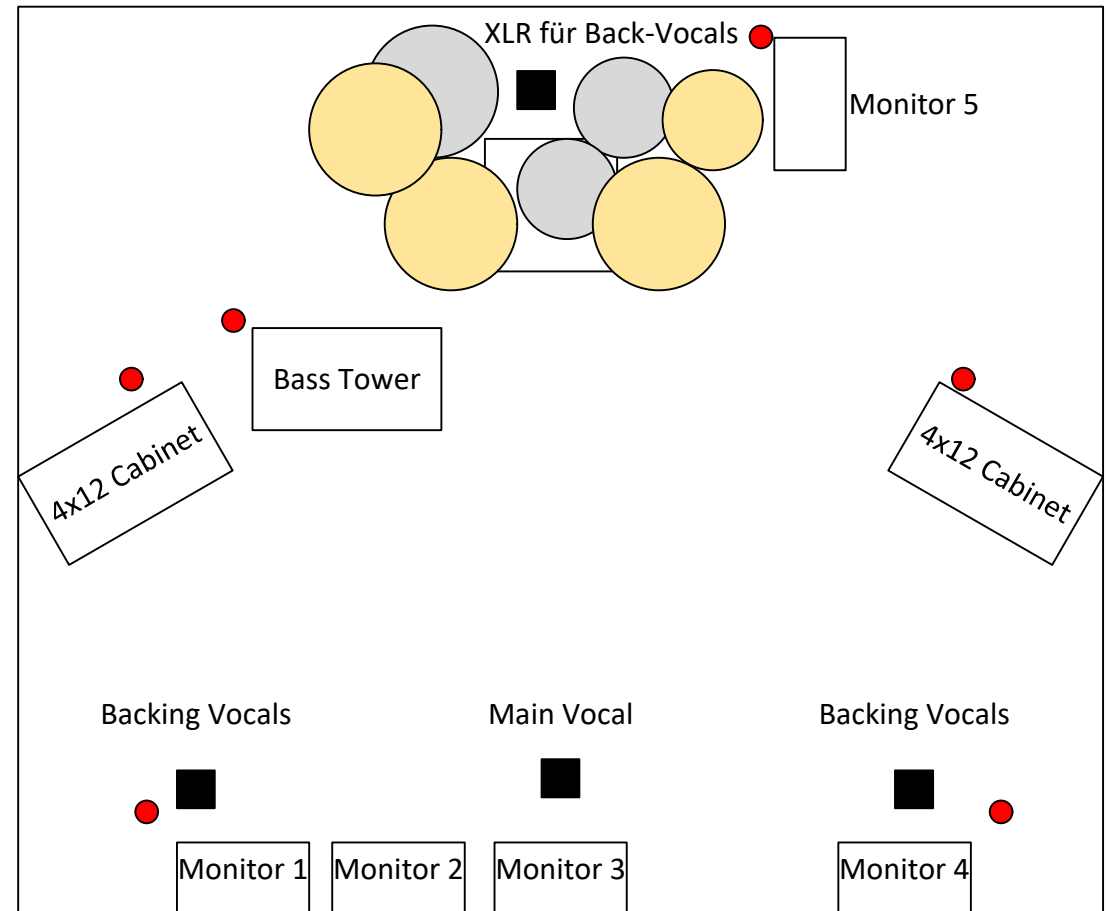 XLR für Back-Vocals
Monitor 5
Bass Tower
4x12 Cabinet
4x12 Cabinet
Backing Vocals
Main Vocal
Backing Vocals
Monitor 1
Monitor 2
Monitor 3
Monitor 4